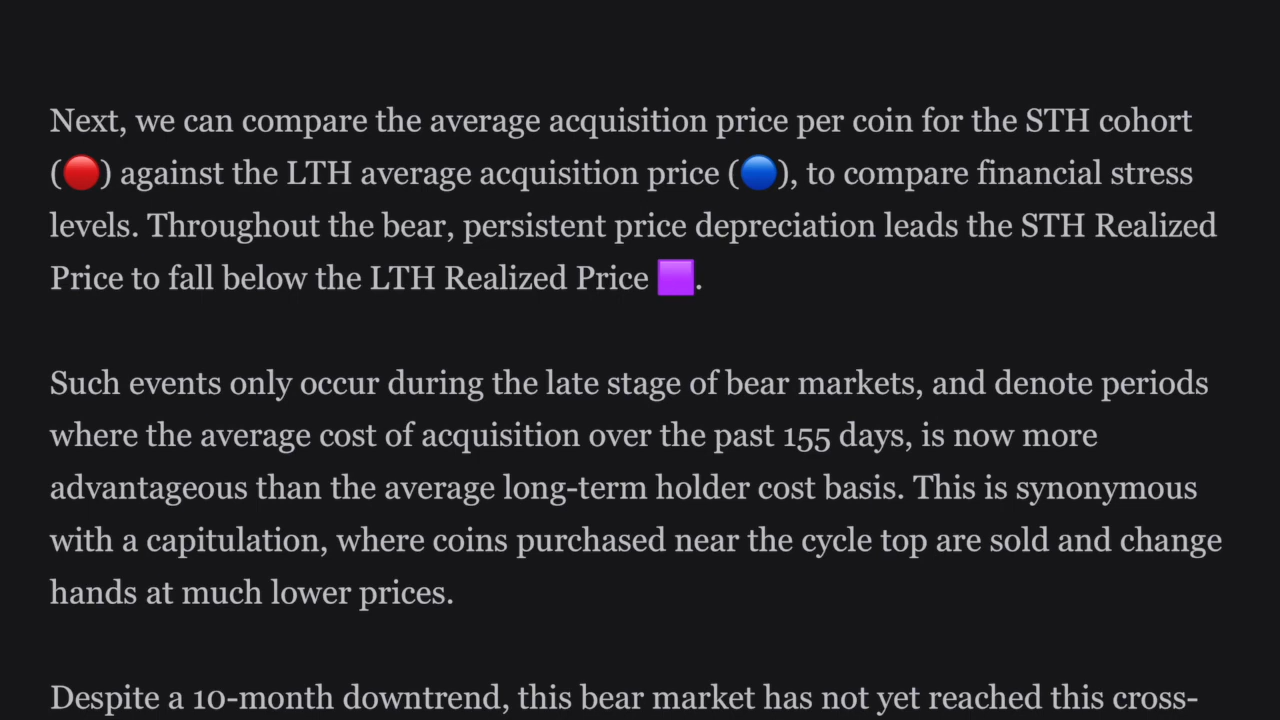 Next, we can compare the average acquisition price per coin for the STH cohort
(🔴) against the LTH average acquisition price (🔵), to compare financial stress
levels. Throughout the bear, persistent price depreciation leads the STH Realized
Price to fall below the LTH Realized Price 🟪.
Such events only occur during the late stage of bear markets, and denote periods
where the average cost of acquisition over the past 155 days, is now more
advantageous than the average long-term holder cost basis. This is synonymous
with a capitulation, where coins purchased near the cycle top are sold and change
hands at much lower prices.
Despite a 10-month downtrend, this bear market has not yet reached this cross-